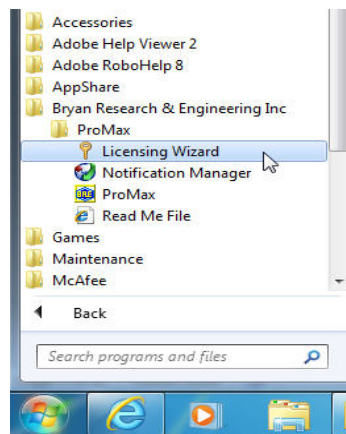 Accessories
Adobe Help Viewer 2
Adobe RoboHelp 8
AppShare
Bryan Research & Engineering Inc
ProMax
Licensing Wizard
Notification Manager
ProMax
Read Me File
Games
Maintenance
McAfee
Back
Search programs and files